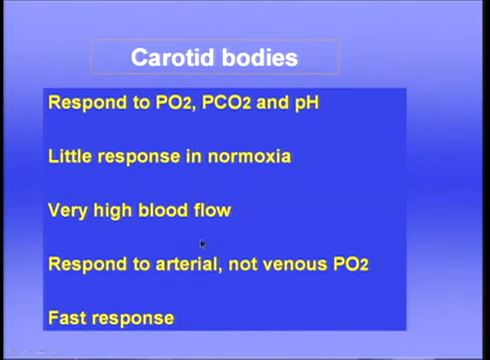 Carotid bodies
Respond to PO2, PCO2 and pH
Little response in normoxia
Very high blood flow
Respond to arterial, not venous PO2
Fast response